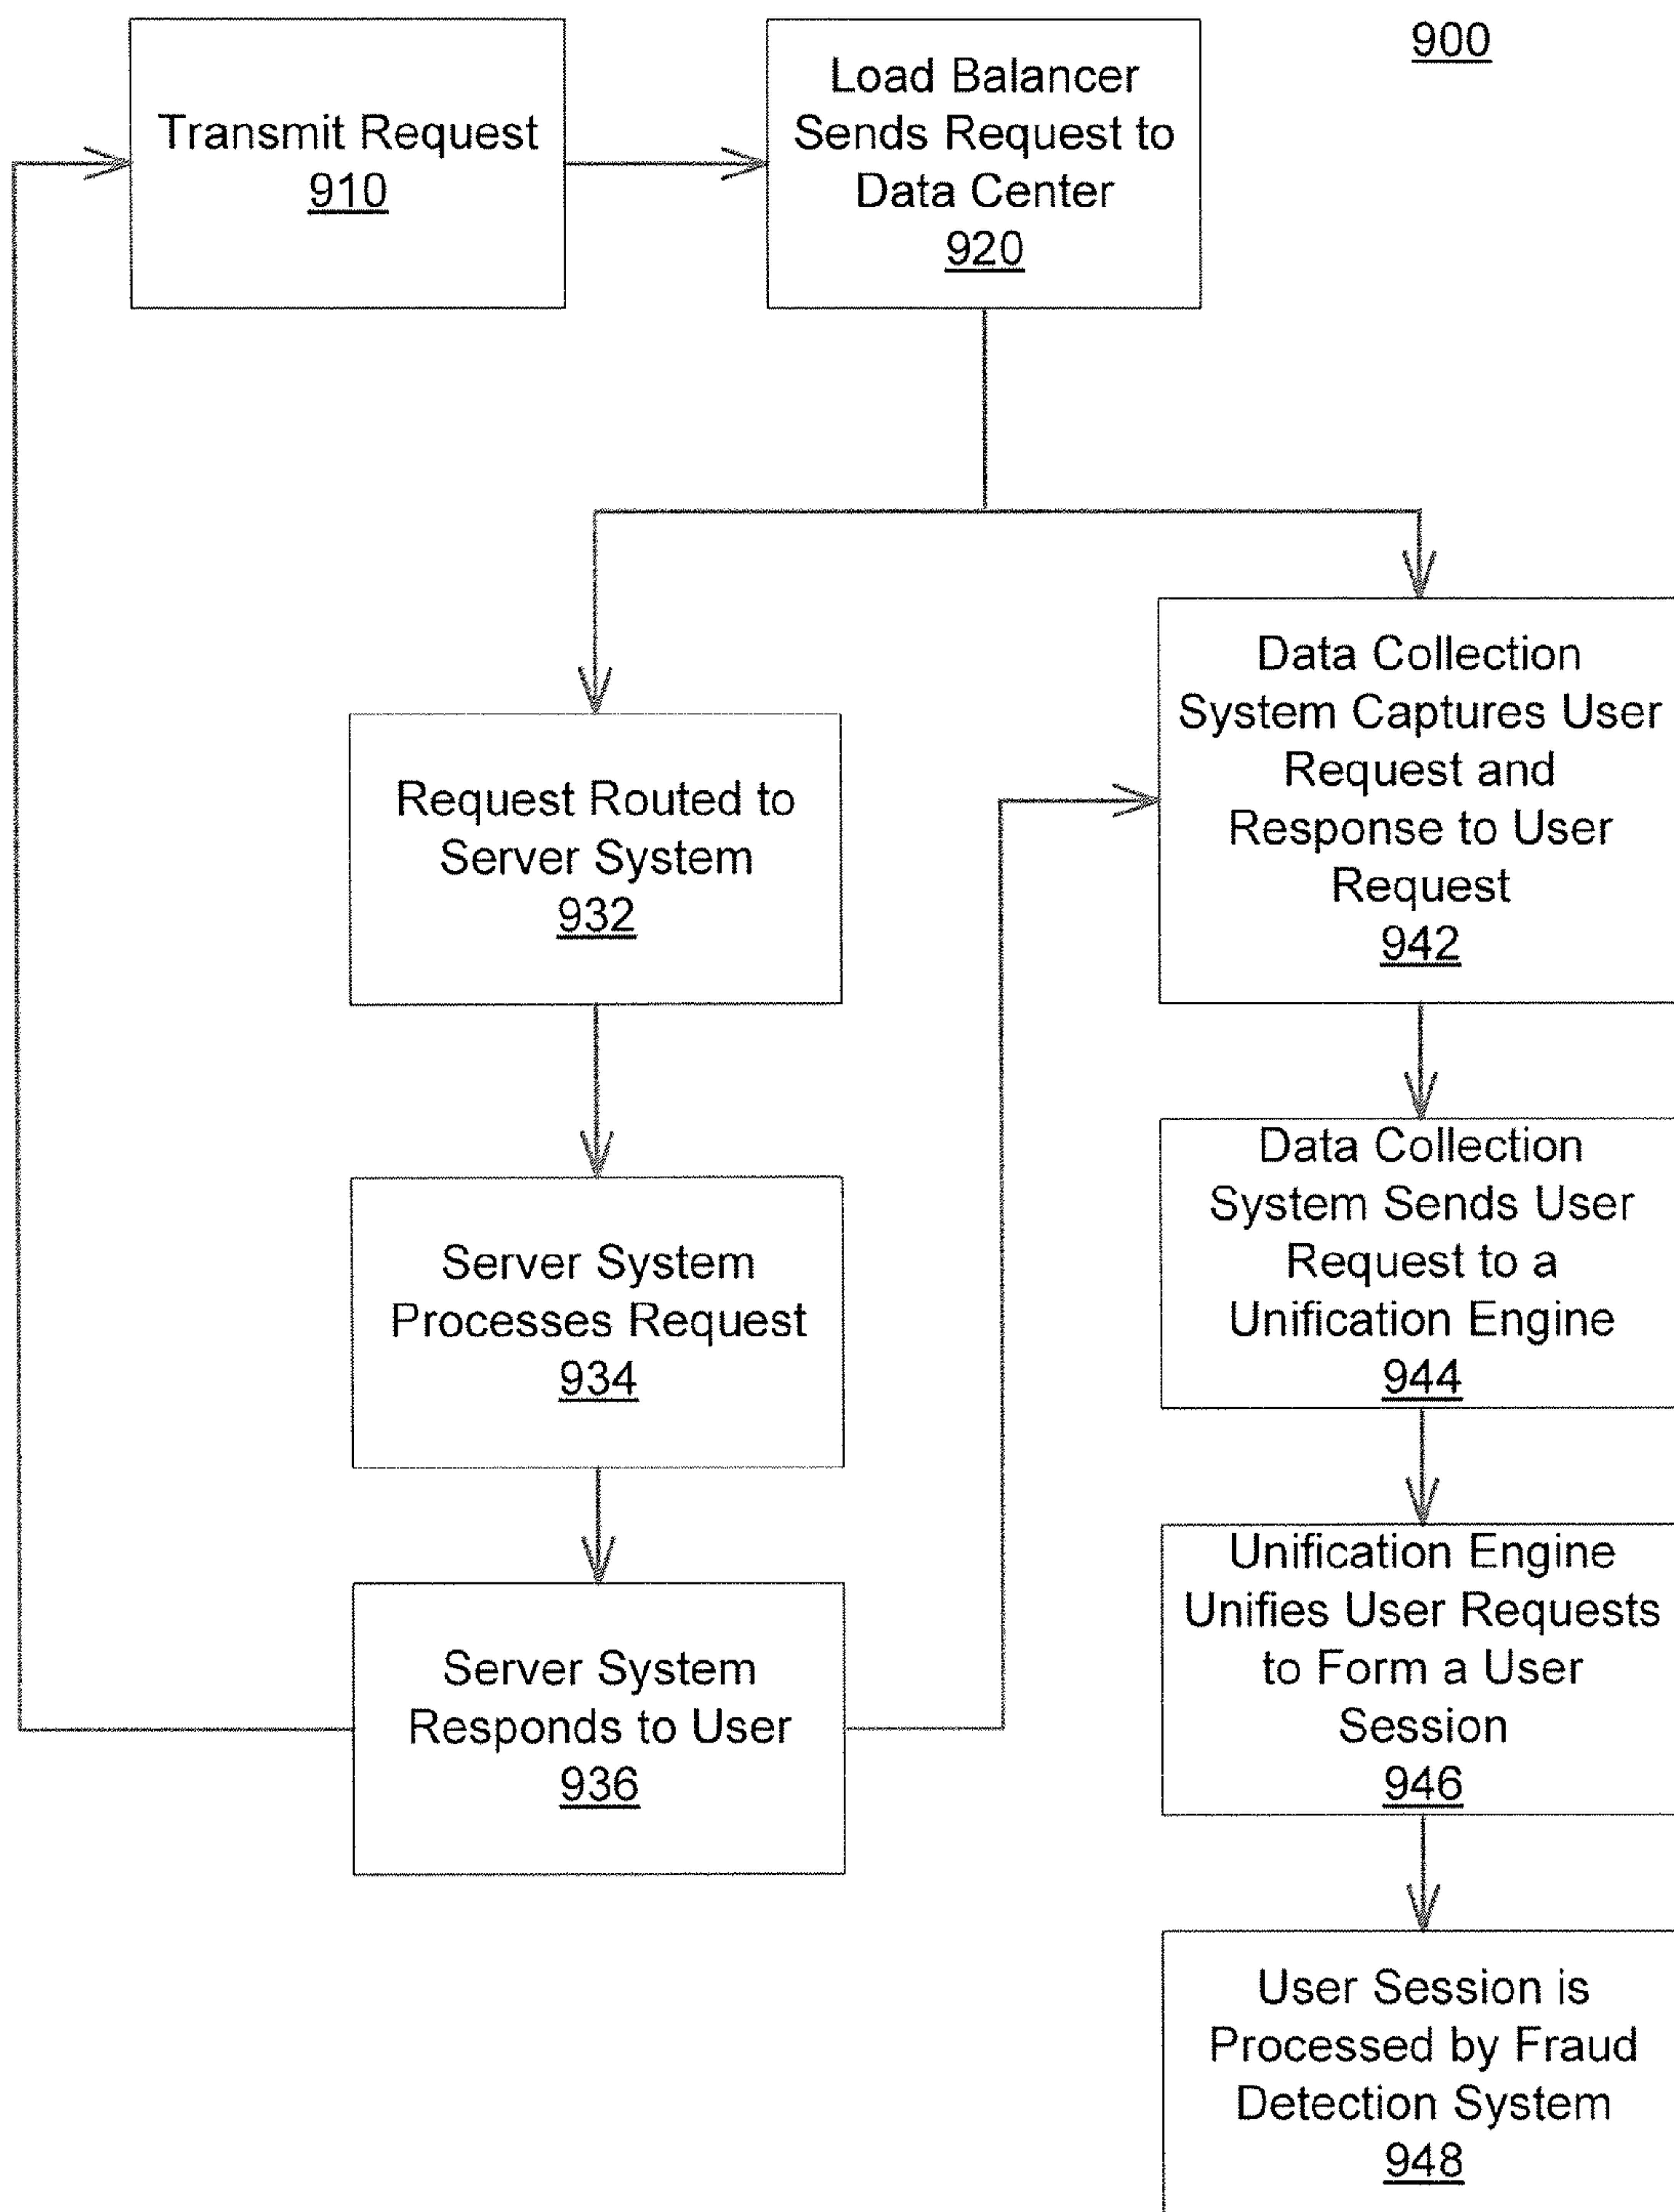 900
Transmit Request
910
Load Balancer
Sends Request to
Data Center
920
Request Routed to
Server System
932
Server System
Processes Request
934
Server System
Responds to User
936
Data Collection
System Captures User
Request and
Response to User
Request
942
Data Collection
System Sends User
Request to a
Unification Engine
944
Unification Engine
Unifies User Requests
to Form a User
Session
946
User Session is
Processed by Fraud
Detection System
948